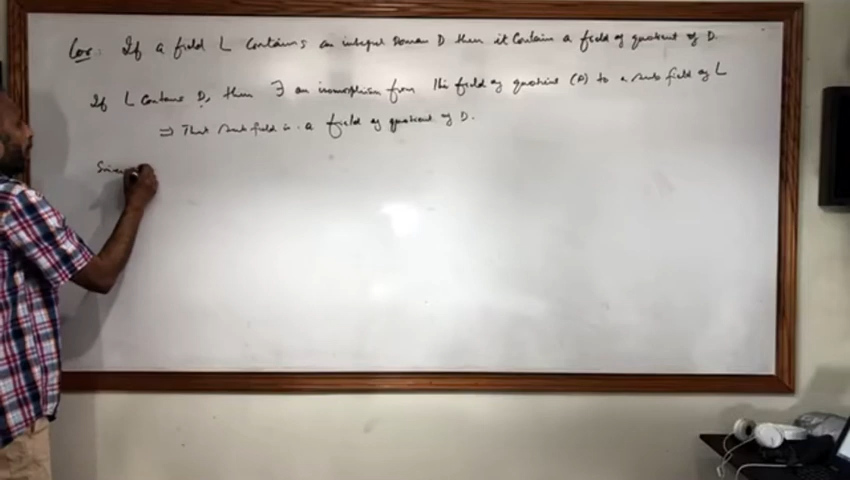 Cor: If a field L contains an integral Domain D then it contain a field of quotient of D.
If L contains D, then ∃ an isomorphism from the field of quotient (D) to a sub field of L
⇒ That sub field is a field of quotient of D.